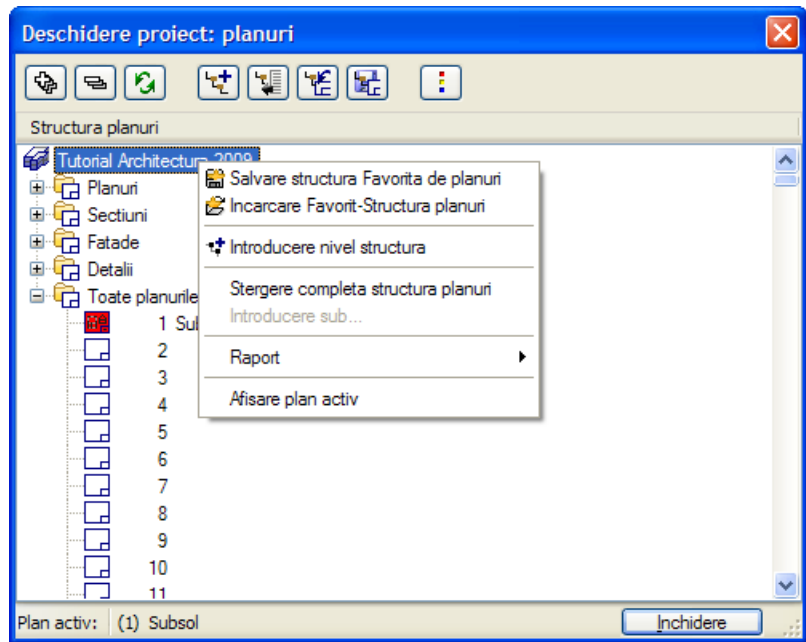 Deschidere proiect: planuri
Structura planuri
Tutorial Architectura 2009
Planuri
Sectiuni
Fatade
Detalii
Toate planurile
1 Sub
2
3
4
5
6
7
8
9
10
11
Salvare structura Favorita de planuri
Incarcare Favorit-Structura planuri
Introducere nivel structura
Stergere completa structura planuri
Introducere sub...
Raport
Afisare plan activ
Plan activ: (1) Subsol
Inchidere